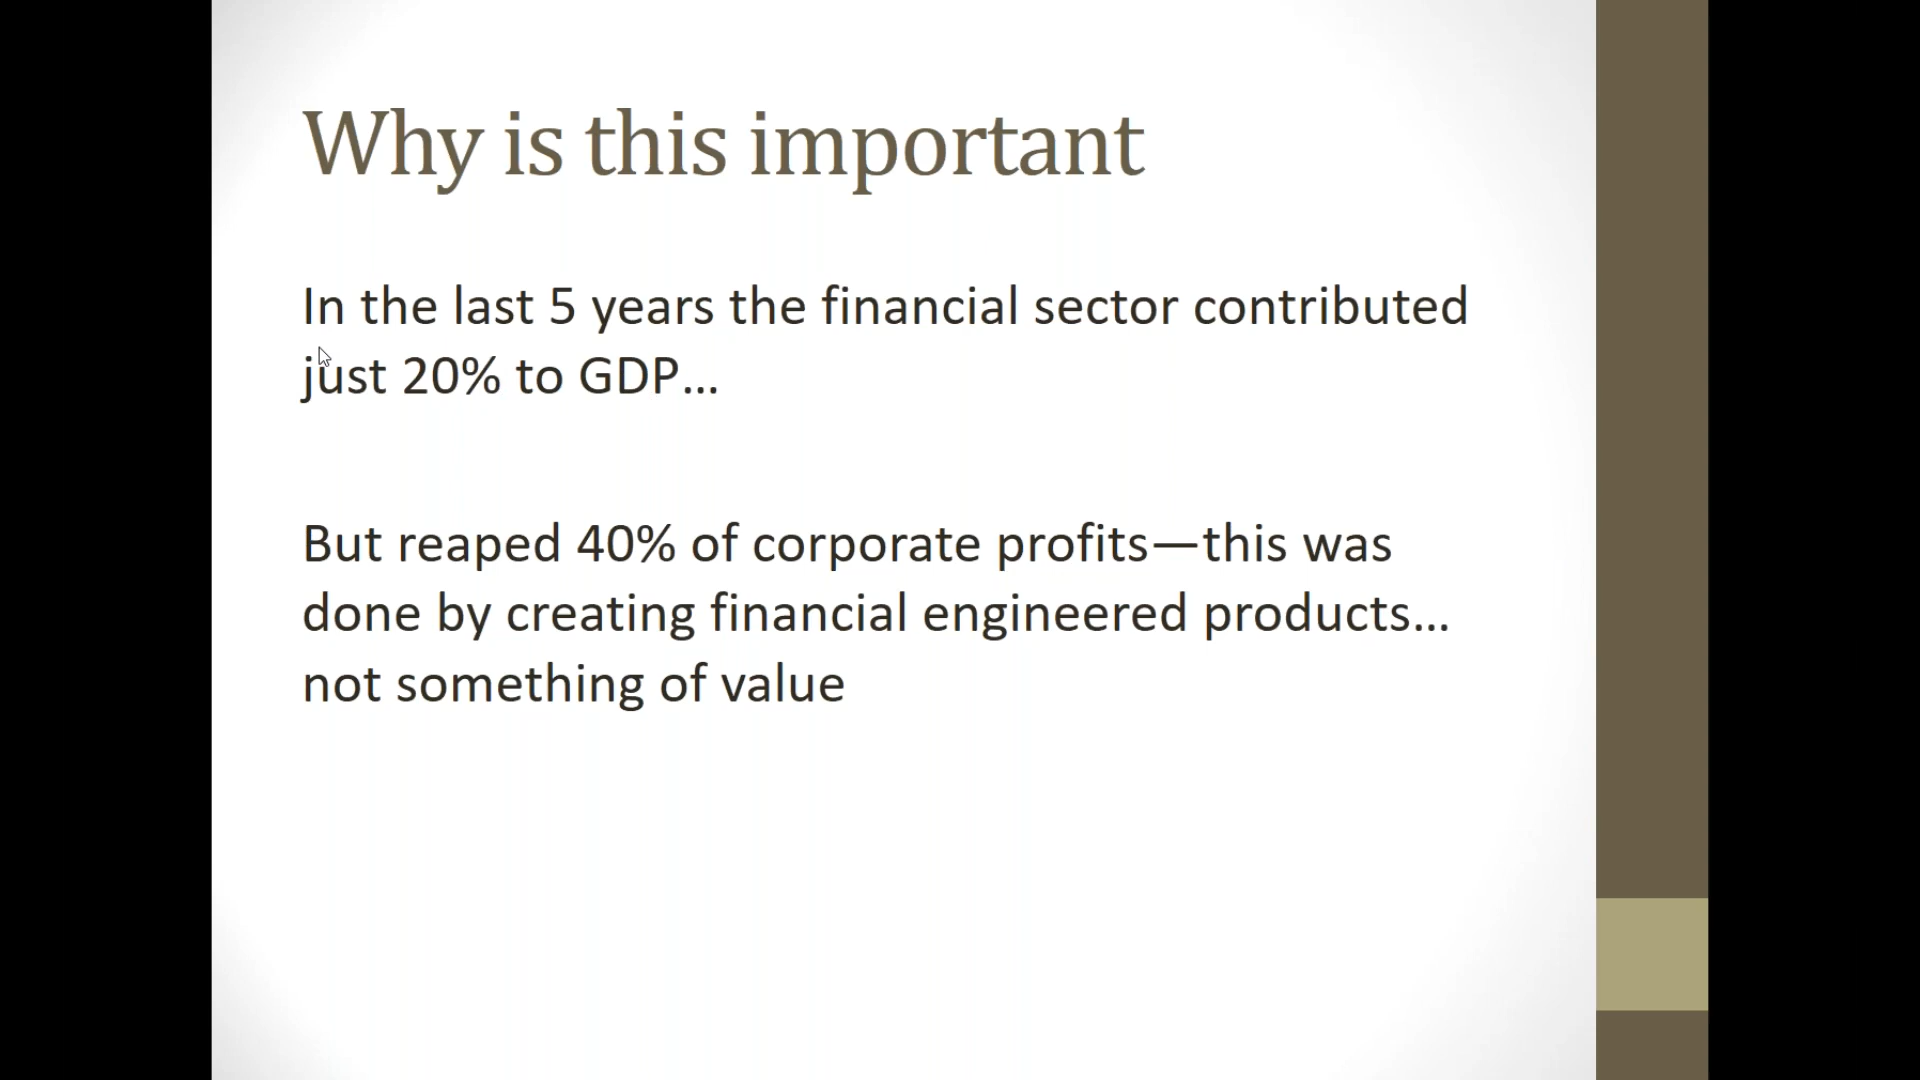 Why is this important
In the last 5 years the financial sector contributed
just 20% to GDP...
But reaped 40% of corporate profits—this was
done by creating financial engineered products...
not something of value